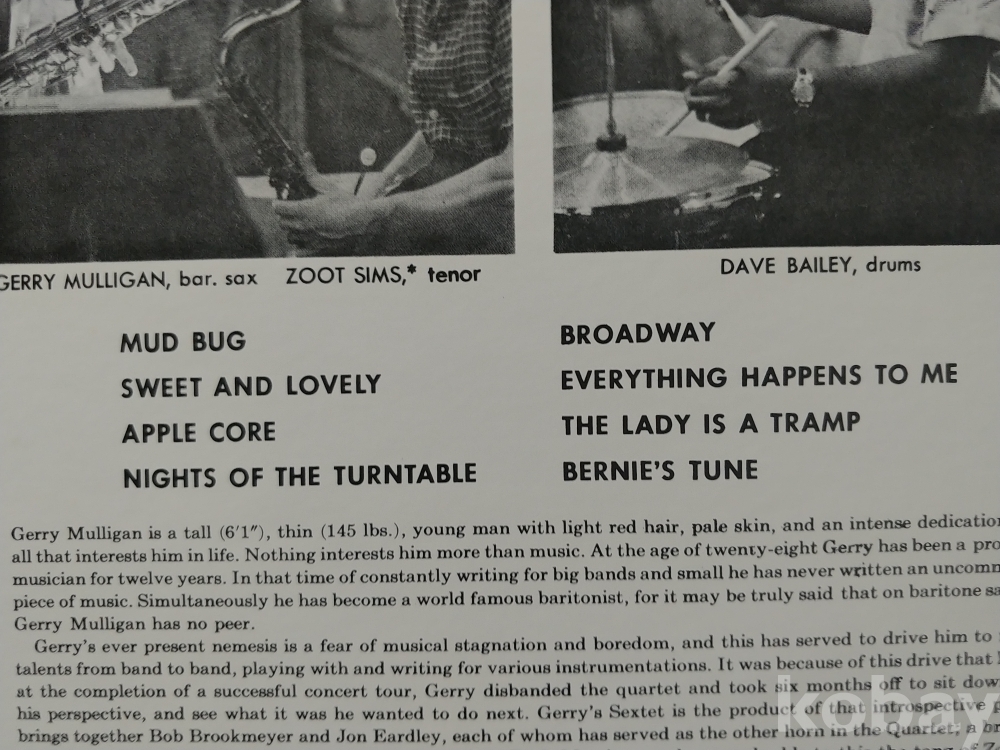 GERRY MULLIGAN, bar. sax ZOOT SIMS,* tenor
DAVE BAILEY, drums
MUD BUG
SWEET AND LOVELY
APPLE CORE
NIGHTS OF THE TURNTABLE
BROADWAY
EVERYTHING HAPPENS TO ME
THE LADY IS A TRAMP
BERNIE'S TUNE
Gerry Mulligan is a tall (6'1"), thin (145 lbs.), young man with light red hair, pale skin, and an intense dedication
all that interests him in life. Nothing interests him more than music. At the age of twenty-eight Gerry has been a pro
musician for twelve years. In that time of constantly writing for big bands and small he has never written an uncomm
piece of music. Simultaneously he has become a world famous baritonist, for it may be truly said that on baritone sa
Gerry Mulligan has no peer.
Gerry's ever present nemesis is a fear of musical stagnation and boredom, and this has served to drive him to
talents from band to band, playing with and writing for various instrumentations. It was because of this drive that
at the completion of a successful concert tour, Gerry disbanded the quartet and took six months off to sit dow
his perspective, and see what it was he wanted to do next. Gerry's Sextet is the product of that introspective p
brings together Bob Brookmeyer and Jon Eardley, each of whom has served as the other horn in the Quartet, a br
kobay